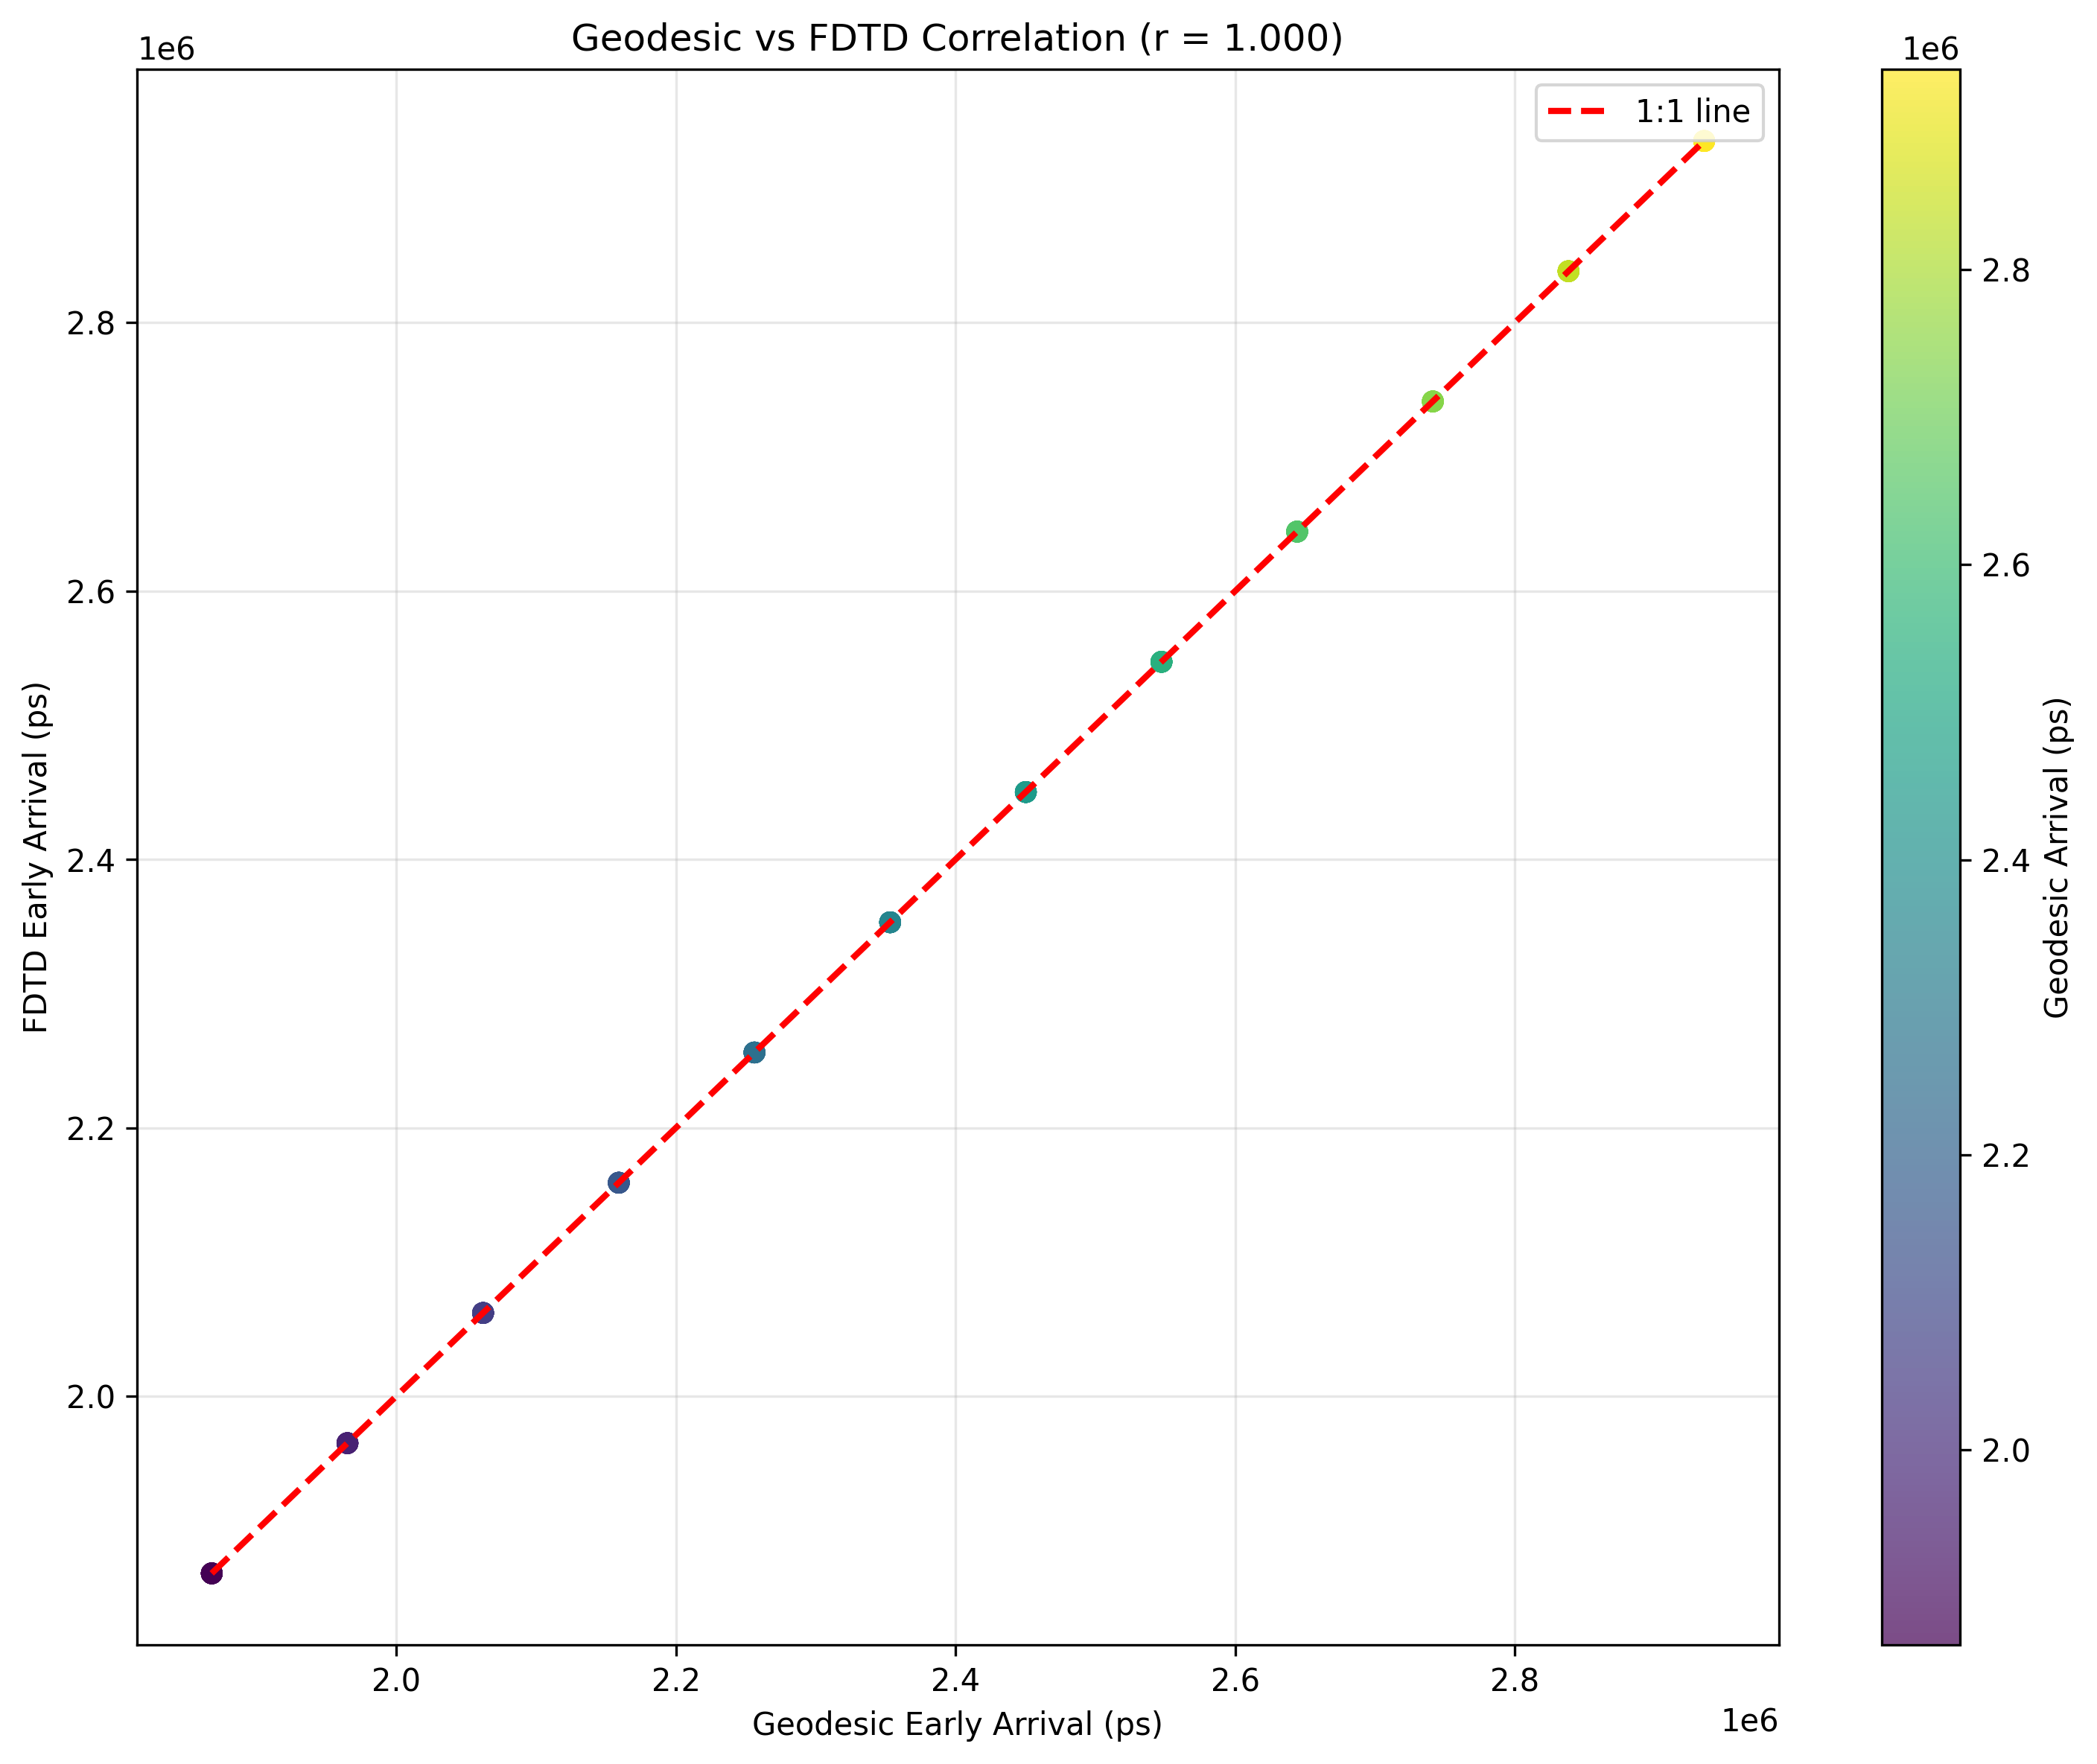 Geodesic vs FDTD Correlation (r = 1.000)
1e6
1e6
1:1 line
2.8
2.6
2.4
2.2
2.0
FDTD Early Arrival (ps)
2.0
2.2
2.4
2.6
2.8
1e6
Geodesic Early Arrival (ps)
2.8
2.6
2.4
2.2
2.0
Geodesic Arrival (ps)